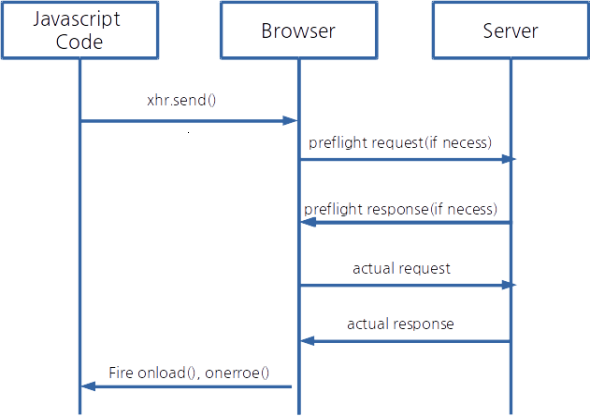 Javascript
Code
Browser
Server
xhr.send()
preflight request(if necess)
preflight response(if necess)
actual request
actual response
Fire onload(), onerroe()